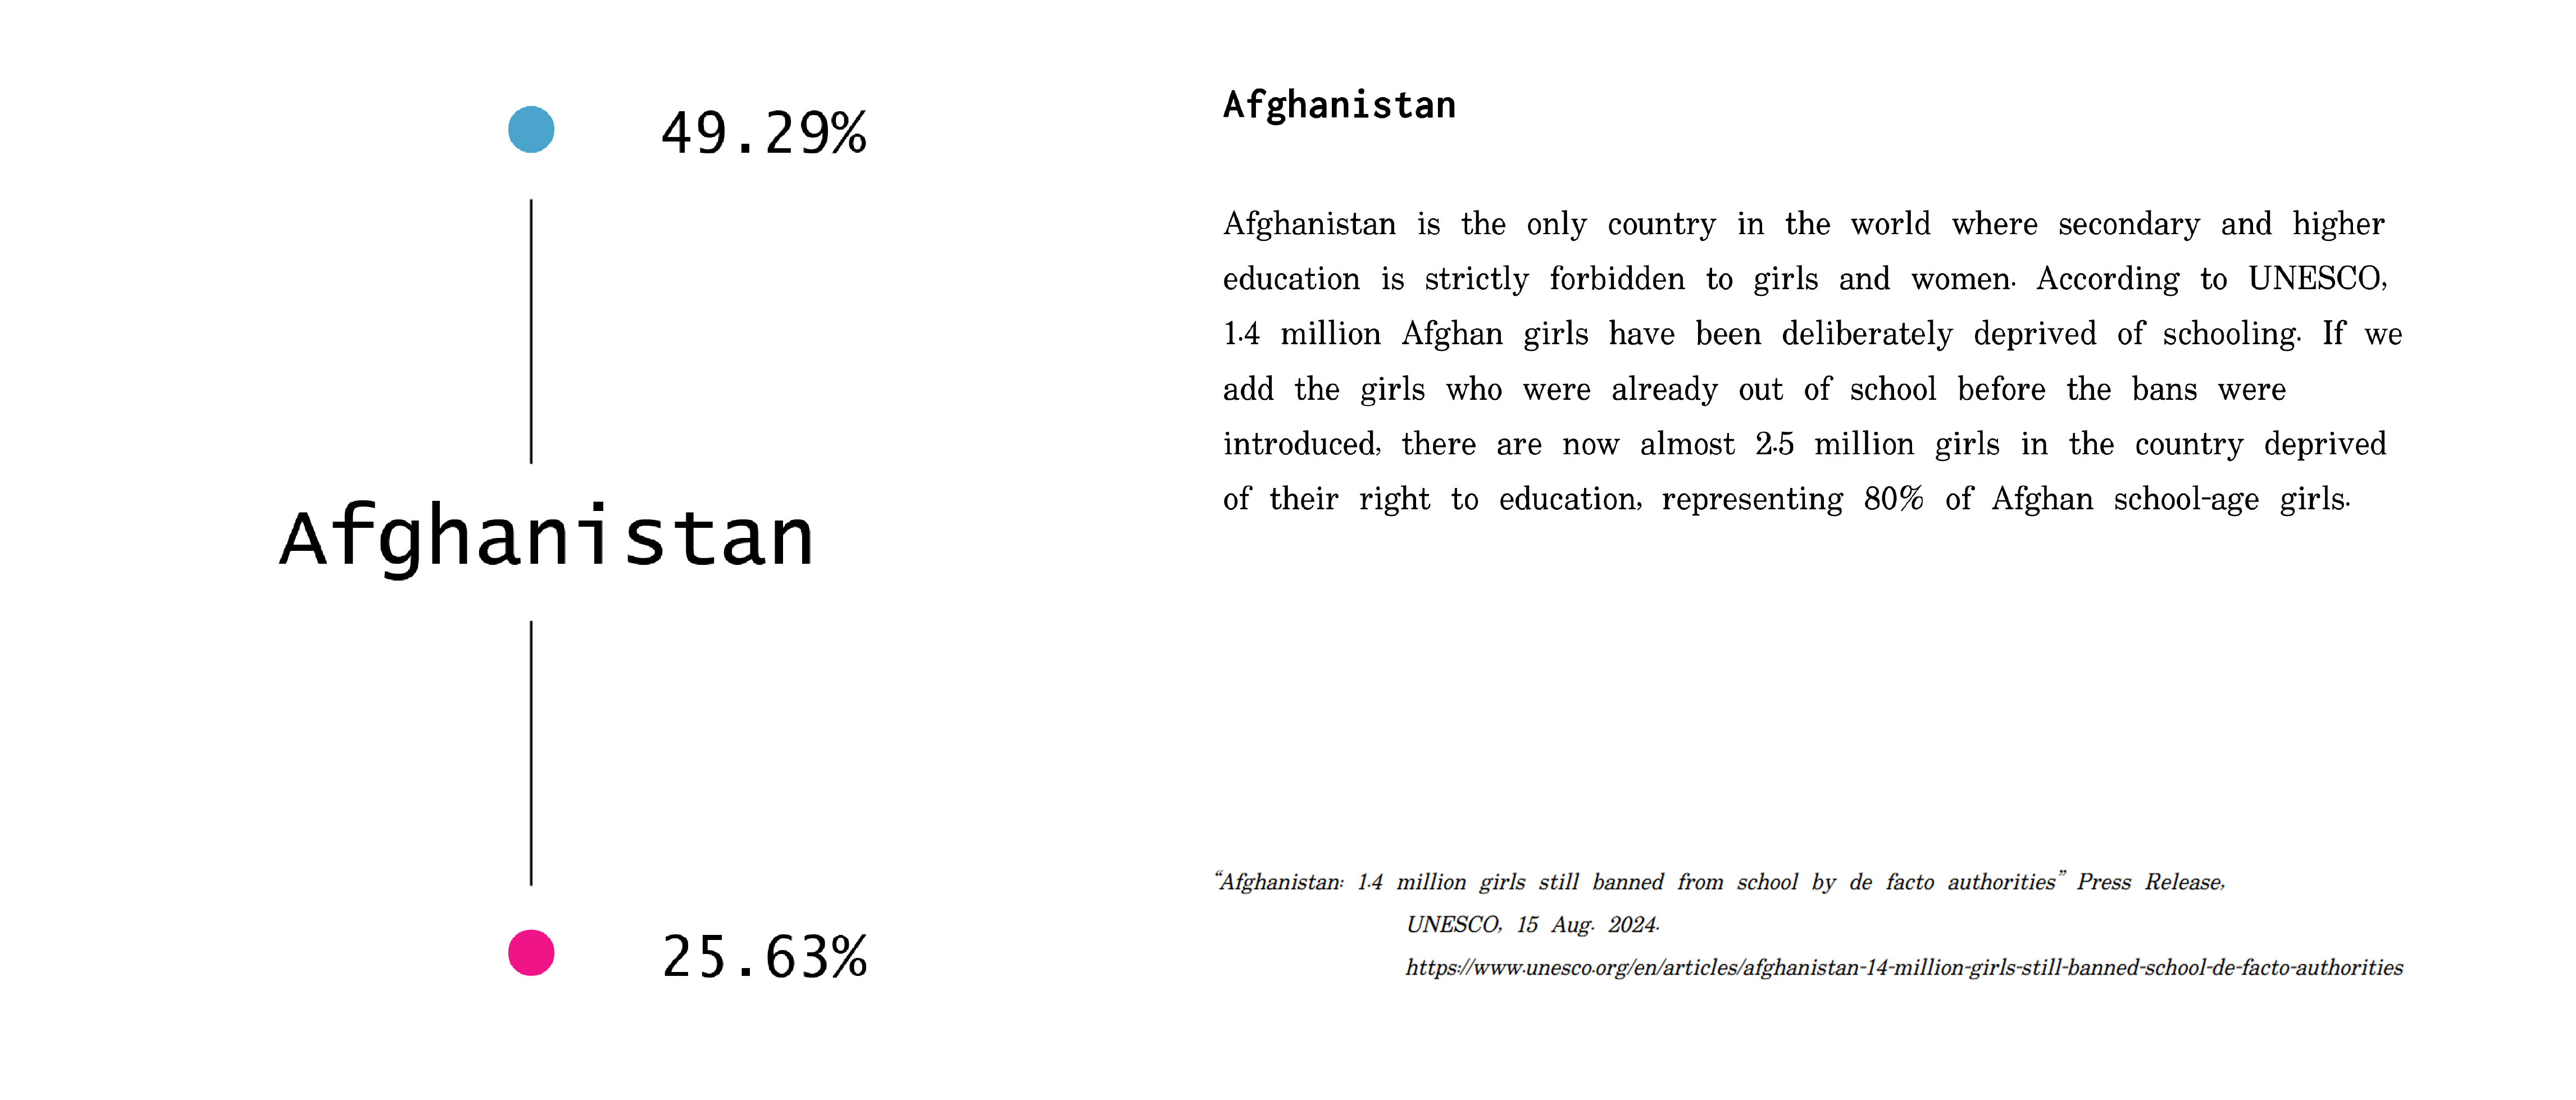 49.29%
Afghanistan
25.63%
Afghanistan
Afghanistan is the only country in the world where secondary and higher
education is strictly forbidden to girls and women. According to UNESCO,
1.4 million Afghan girls have been deliberately deprived of schooling. If we
add the girls who were already out of school before the bans were
introduced, there are now almost 2.5 million girls in the country deprived
of their right to education, representing 80% of Afghan school-age girls.
“Afghanistan: 1.4 million girls still banned from school by de facto authorities” Press Release,
UNESCO, 15 Aug. 2024.
https://www.unesco.org/en/articles/afghanistan-14-million-girls-still-banned-school-de-facto-authorities